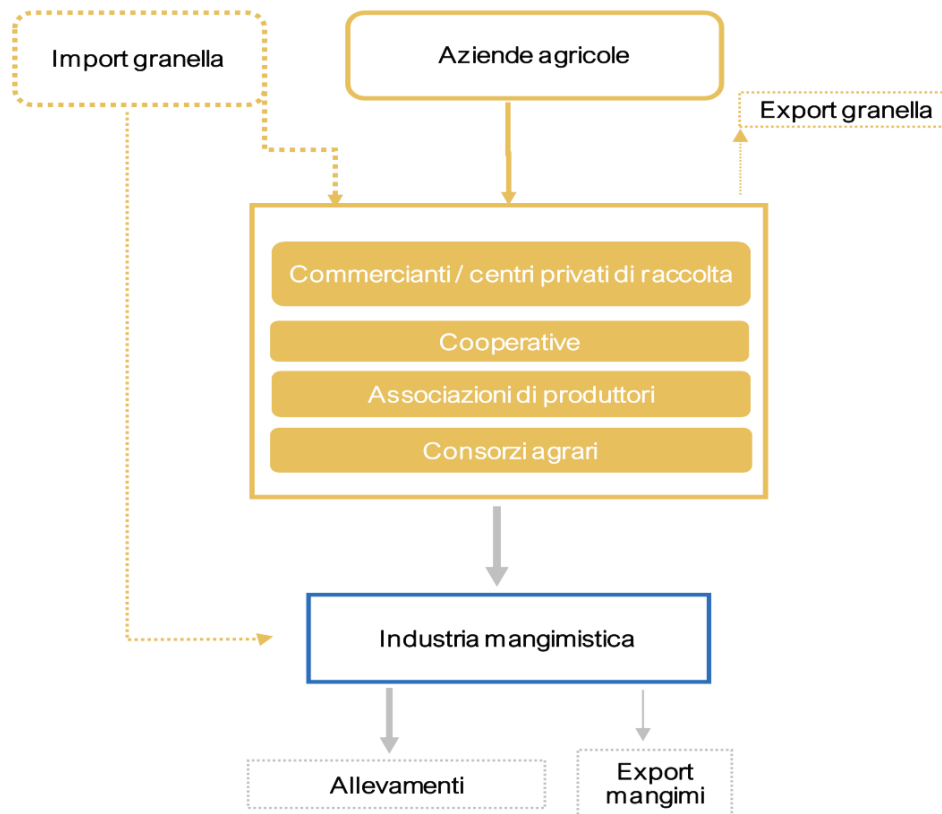 Import granella
Aziende agricole
Export granella
Commercianti / centri privati di raccolta
Cooperative
Associazioni di produttori
Consorzi agrari
Industria mangimistica
Allevamenti
Export
mangimi